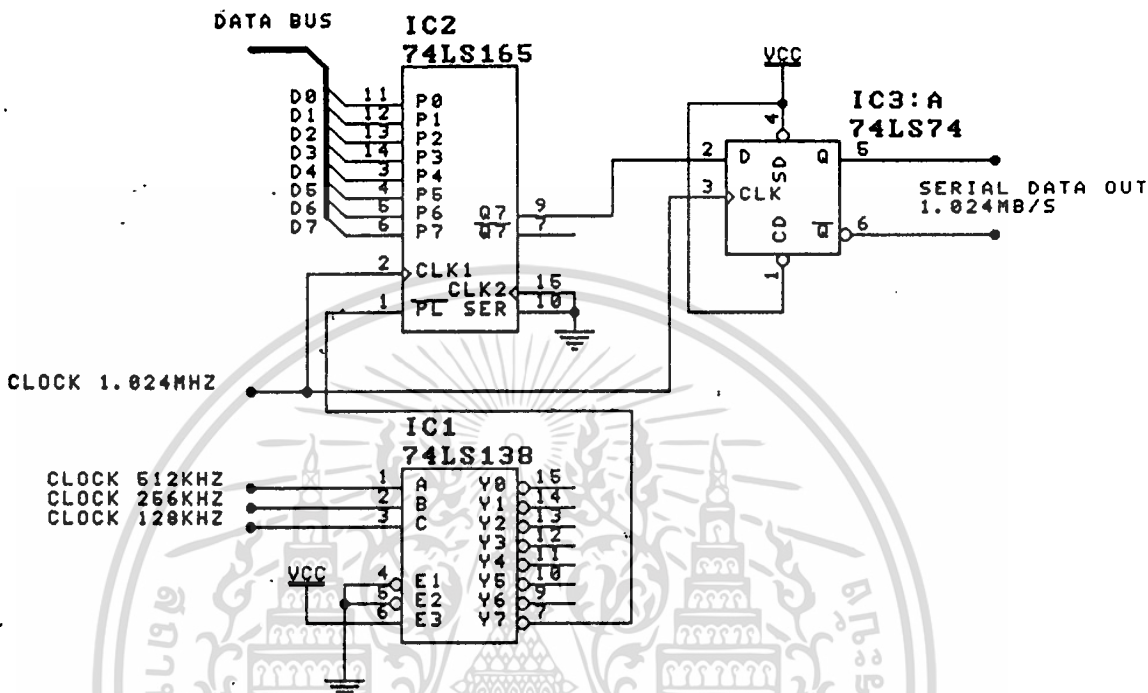 DATA BUS
IC2
74LS165
D0 11 P0
D1 12 P1
D2 13 P2
D3 14 P3
D4 3 P4
D5 4 P5
D6 5 P6 Q7 9
D7 6 P7 Q7 7
2 CLK1
CLK2 15
1 PL SER 10
VCC
IC3:A
74LS74
4
2 D SD Q 5
3 CLK
CD Q 6
1
SERIAL DATA OUT
1.024MB/S
CLOCK 1.024MHZ
IC1
74LS138
CLOCK 512KHZ 1 A Y0 15
CLOCK 256KHZ 2 B Y1 14
CLOCK 128KHZ 3 C Y2 13
Y3 12
Y4 11
VCC 4 E1 Y5 10
5 E2 Y6 9
6 E3 Y7 7